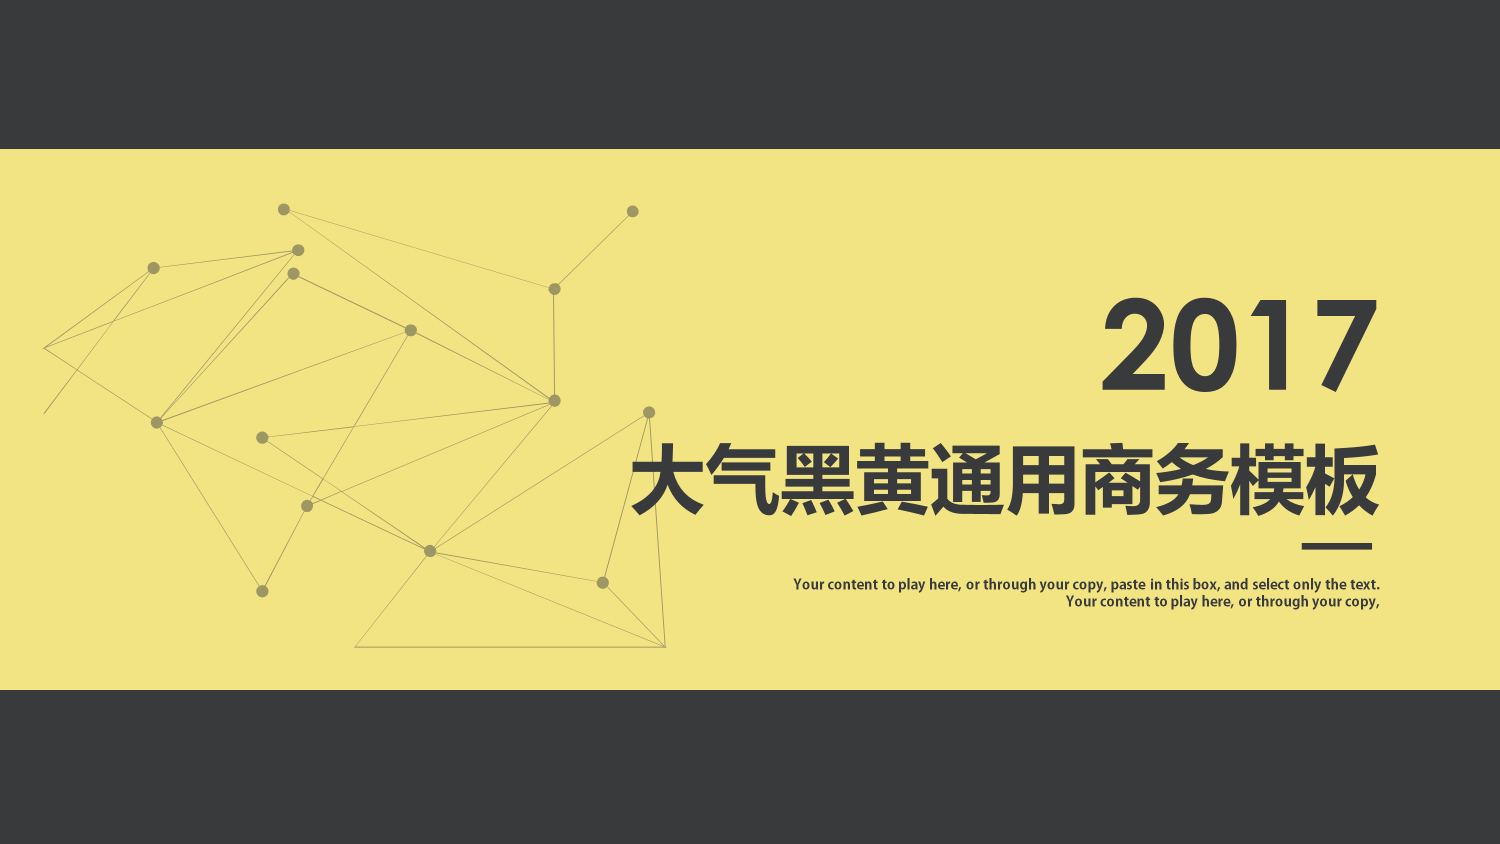 2017
大气黑黄通用商务模板
Your content to play here, or through your copy, paste in this box, and select only the text.
Your content to play here, or through your copy,